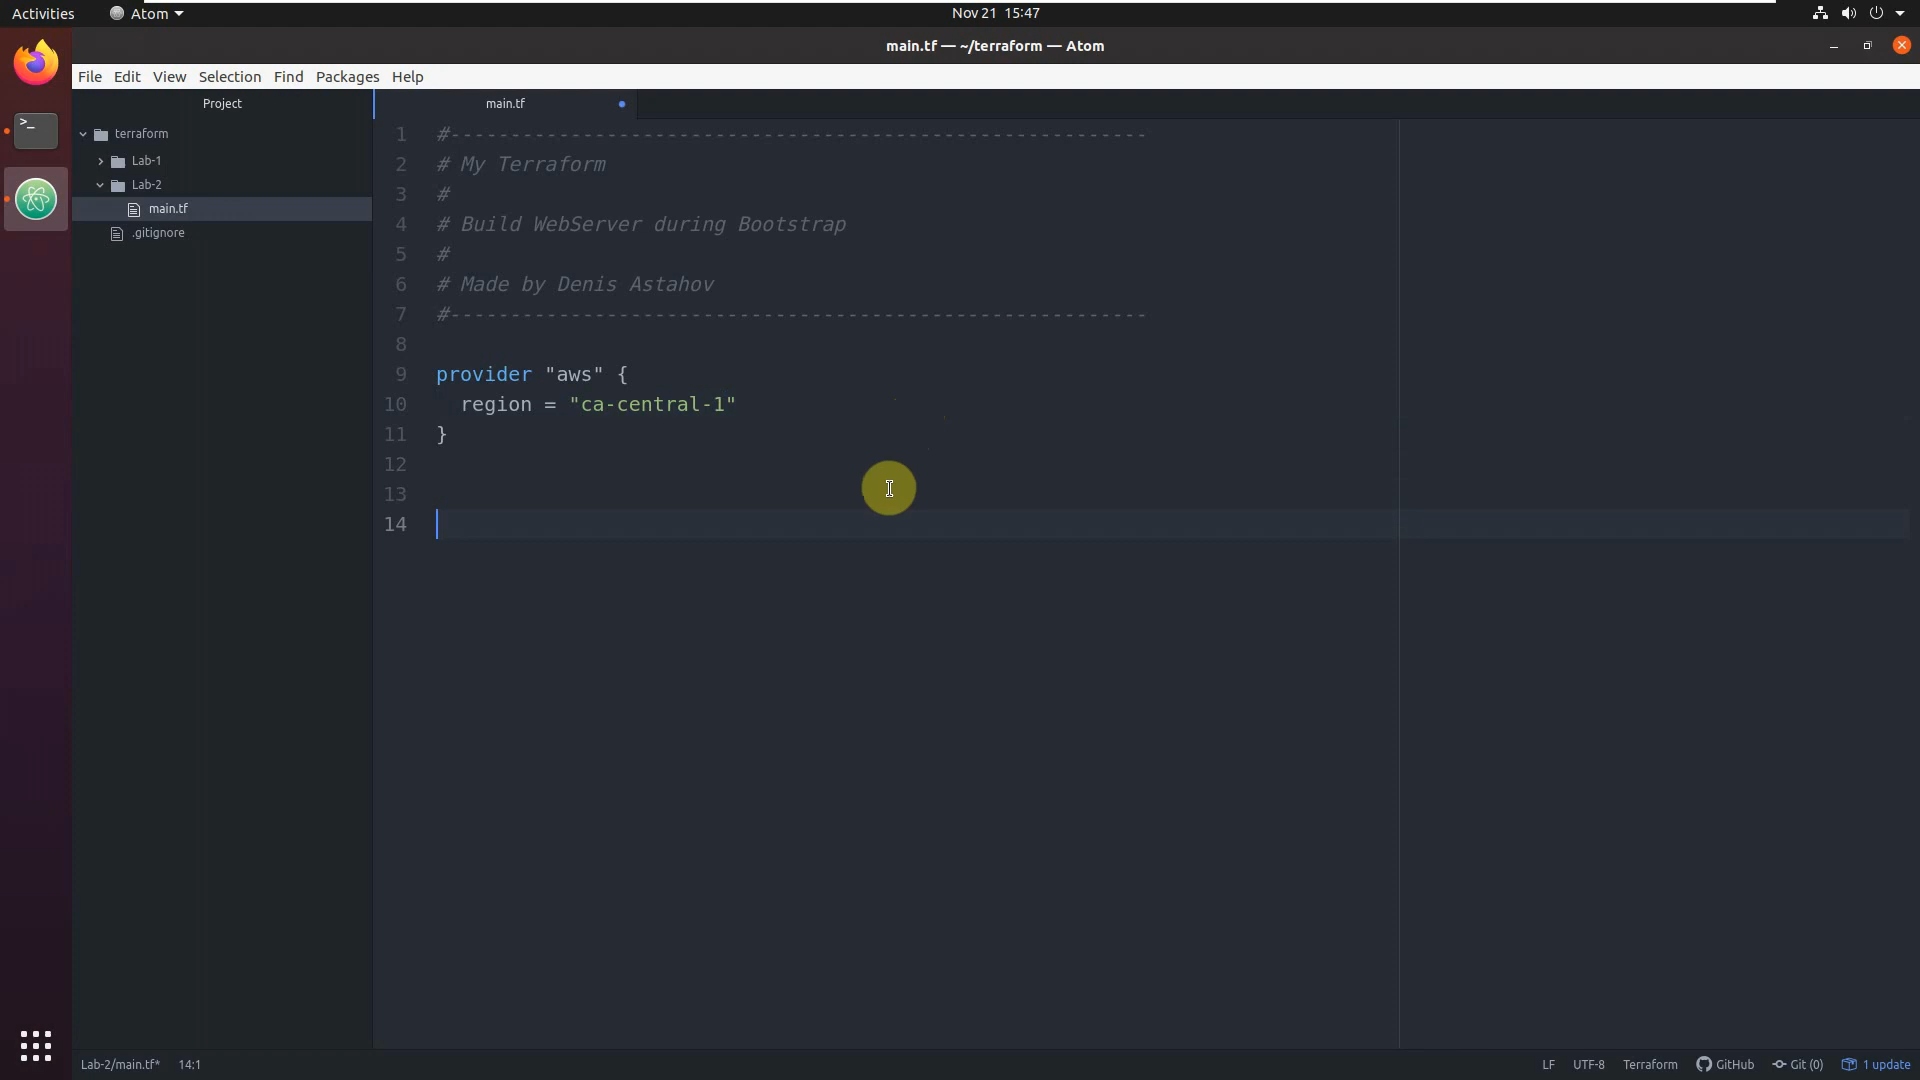 Activities
Atom
Nov 21 15:47
main.tf — ~/terraform — Atom
File Edit View Selection Find Packages Help
Project
main.tf
terraform
Lab-1
Lab-2
main.tf
.gitignore
1 #----------------------------------------------------------
2 # My Terraform
3 #
4 # Build WebServer during Bootstrap
5 #
6 # Made by Denis Astahov
7 #----------------------------------------------------------
8
9 provider "aws" {
10 region = "ca-central-1"
11 }
12
13
14
Lab-2/main.tf* 14:1
LF UTF-8 Terraform GitHub Git (0) 1 update